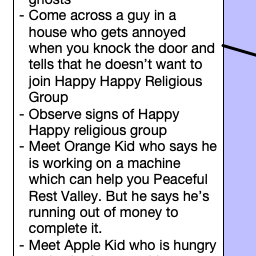 ghosts
- Come across a guy in a
house who gets annoyed
when you knock the door and
tells that he doesn't want to
join Happy Happy Religious
Group
- Observe signs of Happy
Happy religious group
- Meet Orange Kid who says he
is working on a machine
which can help you Peaceful
Rest Valley. But he says he's
running out of money to
complete it.
- Meet Apple Kid who is hungry